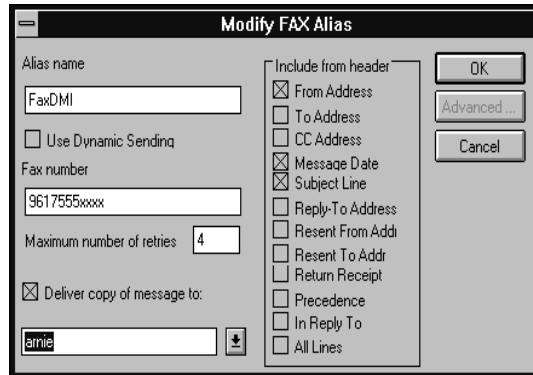 Modify FAX Alias
Alias name
FaxDMI
Use Dynamic Sending
Fax number
9617555xxxx
Maximum number of retries 4
Deliver copy of message to:
arnie
Include from header
From Address
To Address
CC Address
Message Date
Subject Line
Reply-To Address
Resent From Addr
Resent To Addr
Return Receipt
Precedence
In Reply To
All Lines
OK
Advanced ...
Cancel